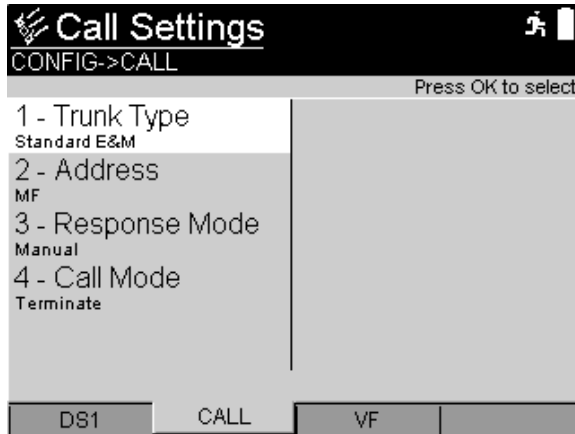 Call Settings
CONFIG->CALL
Press OK to select
1 - Trunk Type
Standard E&M
2 - Address
MF
3 - Response Mode
Manual
4 - Call Mode
Terminate
DS1 CALL VF